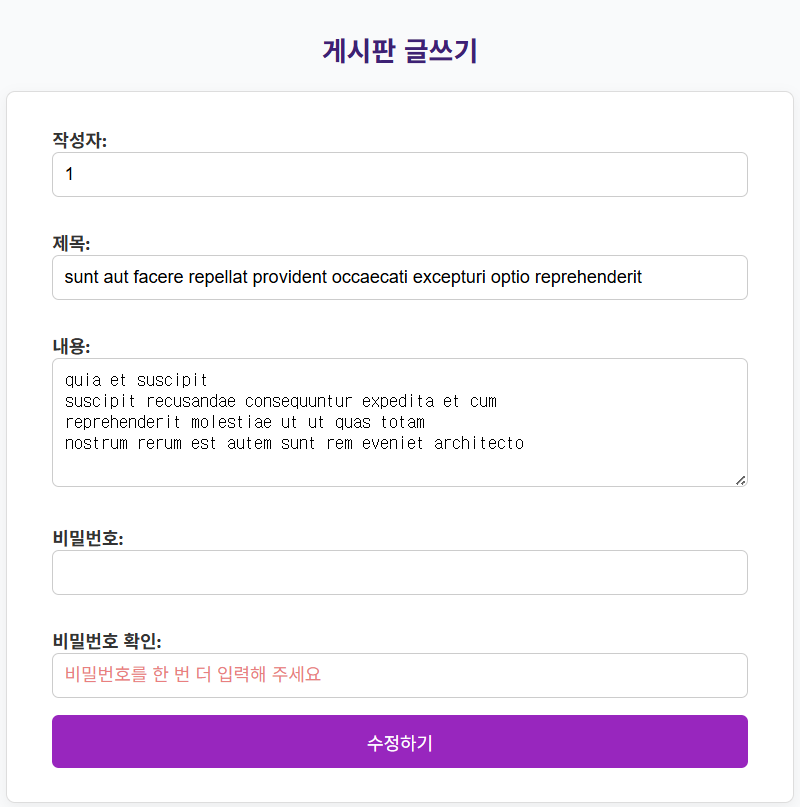 게시판 글쓰기
작성자:
1
제목:
sunt aut facere repellat provident occaecati excepturi optio reprehenderit
내용:
quia et suscipit
suscipit recusandae consequuntur expedita et cum
reprehenderit molestiae ut ut quas totam
nostrum rerum est autem sunt rem eveniet architecto
비밀번호:
비밀번호 확인:
비밀번호를 한 번 더 입력해 주세요
수정하기